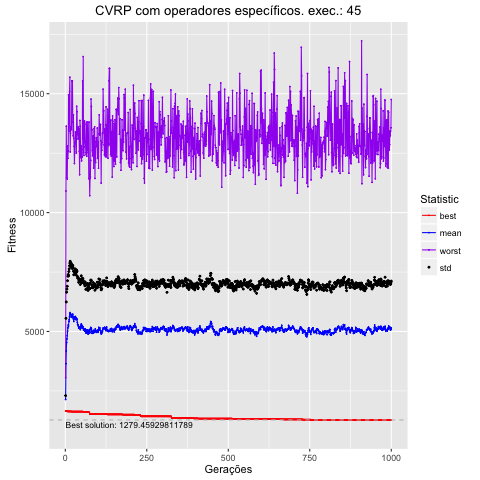 CVRP com operadores específicos. exec.: 45
15000
10000
5000
Fitness
Best solution: 1279.45929811789
0
250
500
750
1000
Gerações
Statistic
best
mean
worst
std